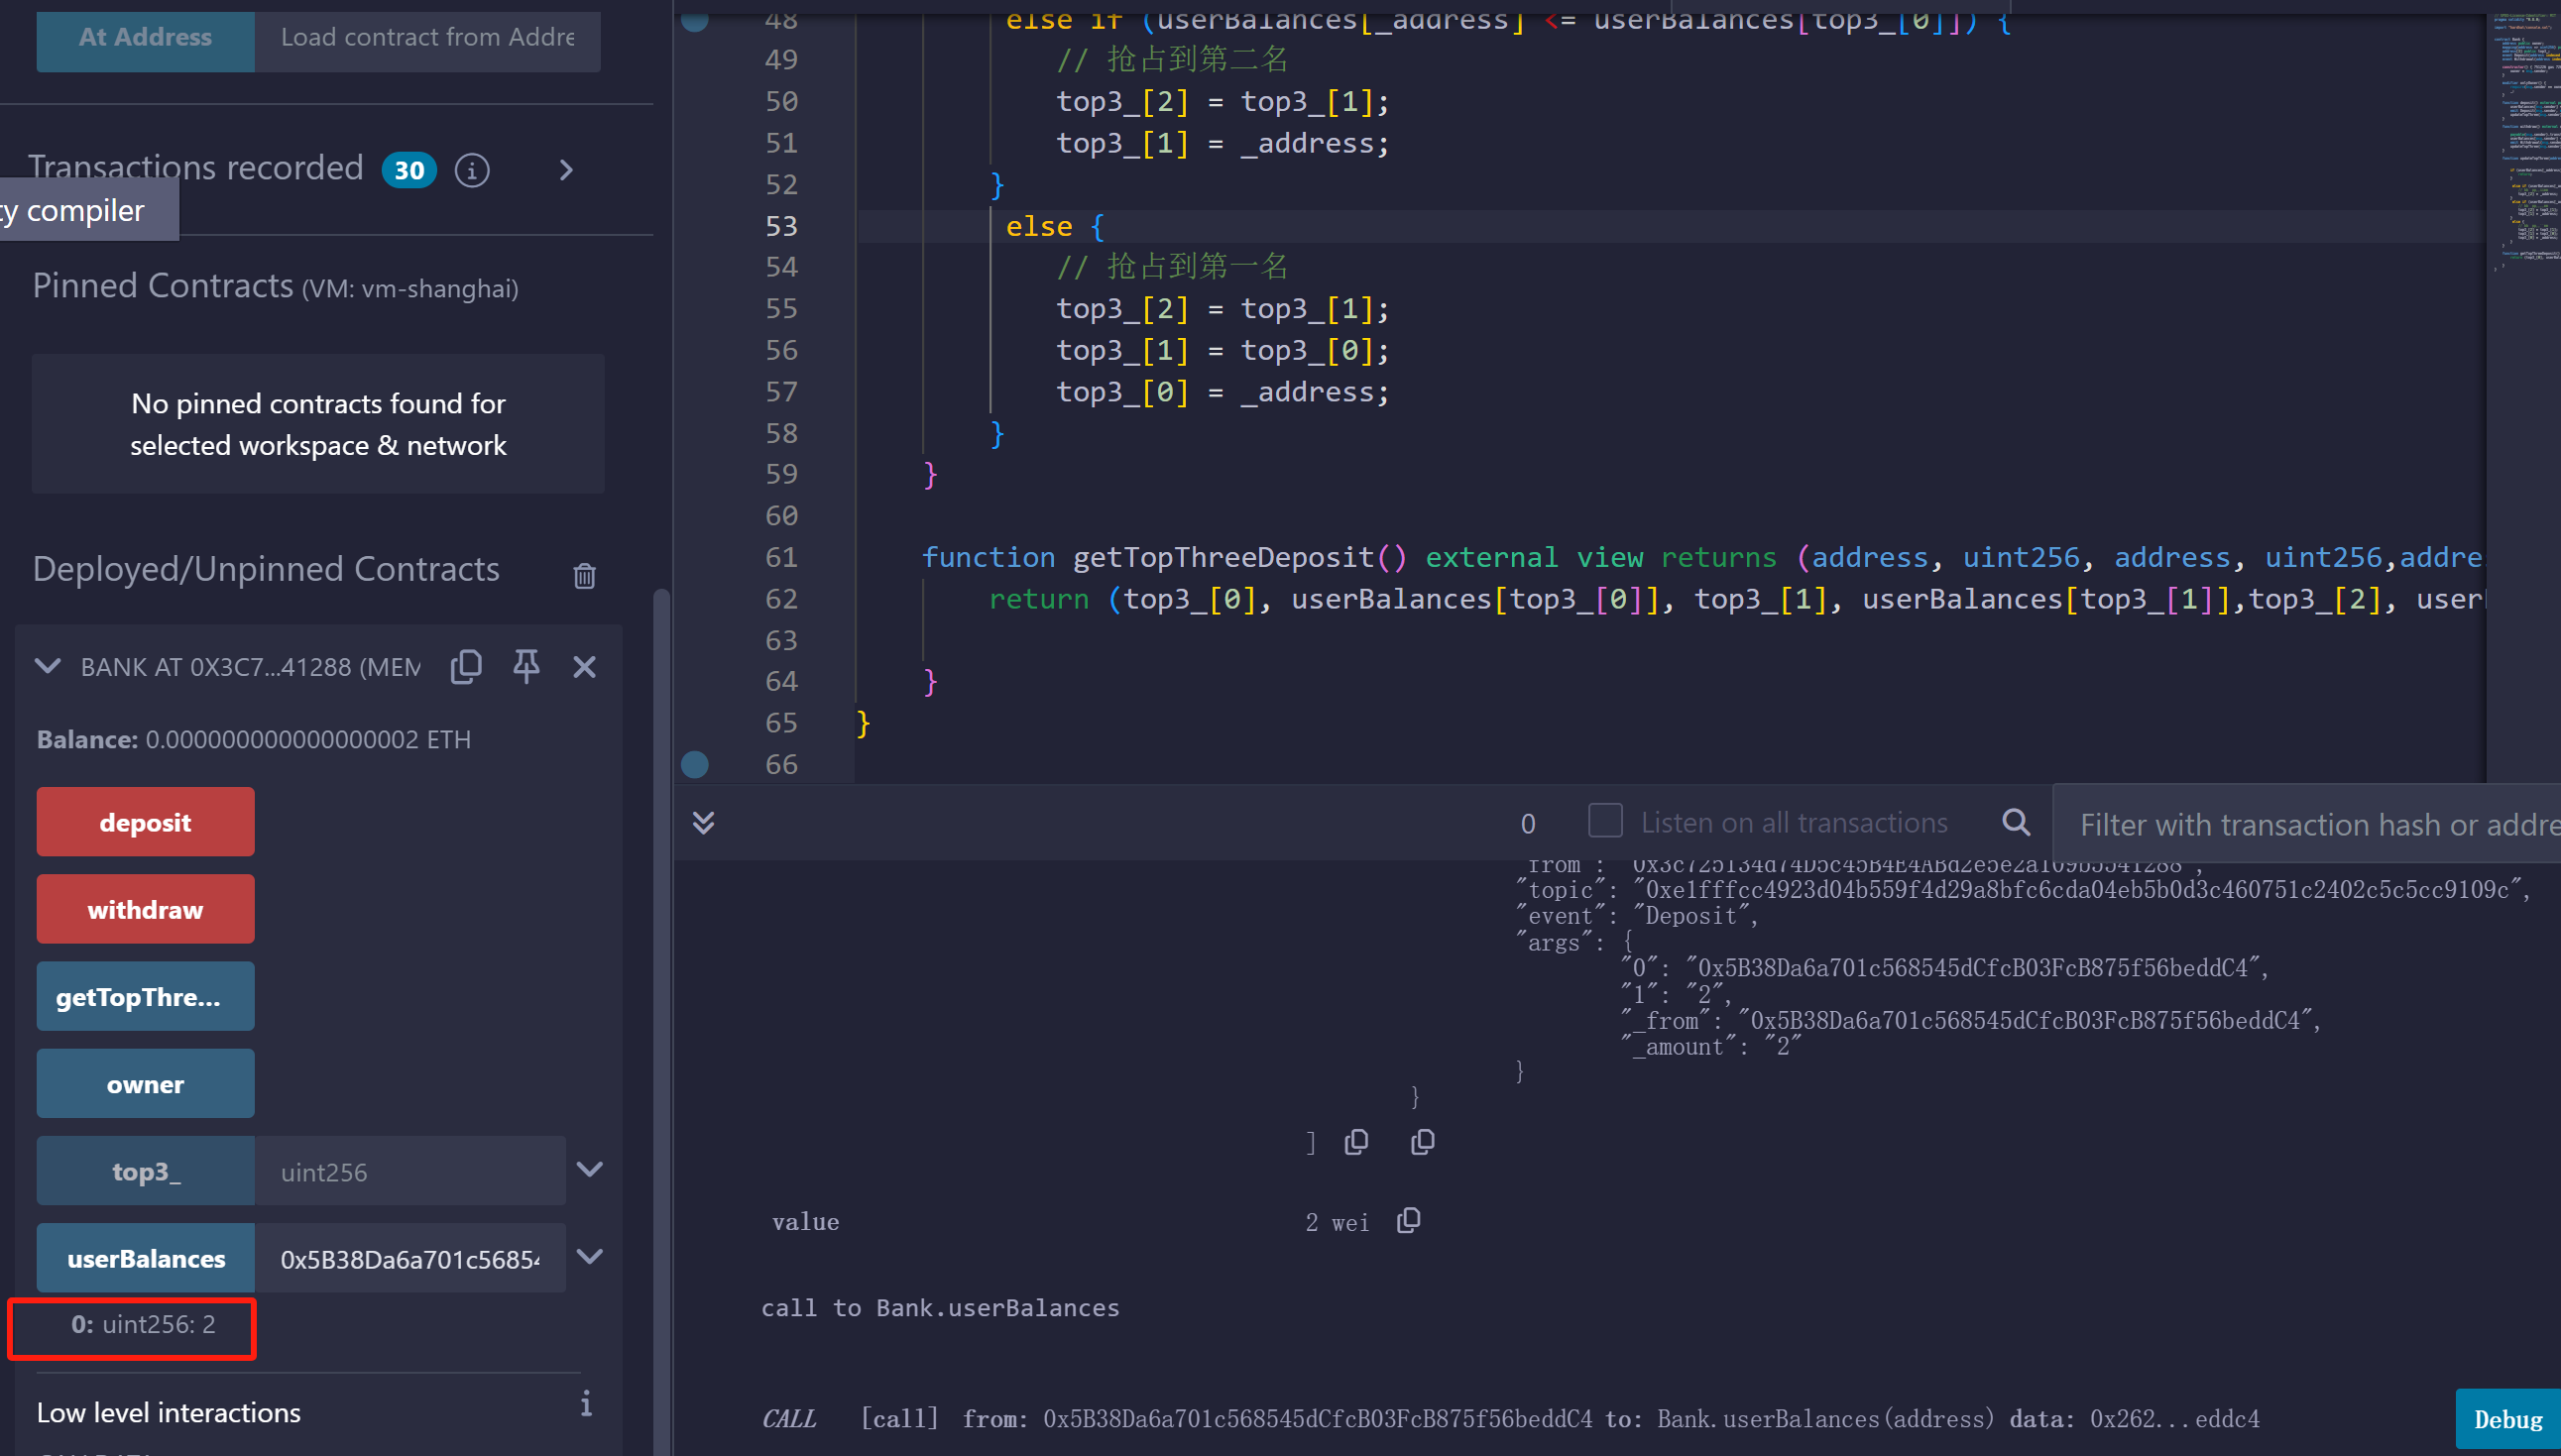 At Address
Load contract from Addre
Transactions recorded 30
ty compiler
Pinned Contracts (VM: vm-shanghai)
No pinned contracts found for
selected workspace & network
Deployed/Unpinned Contracts
BANK AT 0X3C7...41288 (MEM
Balance: 0.000000000000000002 ETH
deposit
withdraw
getTopThre...
owner
top3_ uint256
userBalances 0x5B38Da6a701c56854
0: uint256: 2
Low level interactions
48 else if (userBalances[_address] <= userBalances[top3_[0]]) {
49 // 抢占到第二名
50 top3_[2] = top3_[1];
51 top3_[1] = _address;
52 }
53 else {
54 // 抢占到第一名
55 top3_[2] = top3_[1];
56 top3_[1] = top3_[0];
57 top3_[0] = _address;
58 }
59 }
60
61 function getTopThreeDeposit() external view returns (address, uint256, address, uint256,addre
62 return (top3_[0], userBalances[top3_[0]], top3_[1], userBalances[top3_[1]],top3_[2], user
63
64 }
65 }
66
0 Listen on all transactions Filter with transaction hash or addre
"topic": "0xe1fffcc4923d04b559f4d29a8bfc6cda04eb5b0d3c460751c2402c5c5cc9109c",
"event": "Deposit",
"args": {
"0": "0x5B38Da6a701c568545dCfcB03FcB875f56beddC4",
"1": "2",
"_from": "0x5B38Da6a701c568545dCfcB03FcB875f56beddC4",
"_amount": "2"
}
}
]
value 2 wei
call to Bank.userBalances
CALL [call] from: 0x5B38Da6a701c568545dCfcB03FcB875f56beddC4 to: Bank.userBalances(address) data: 0x262...eddc4
Debug